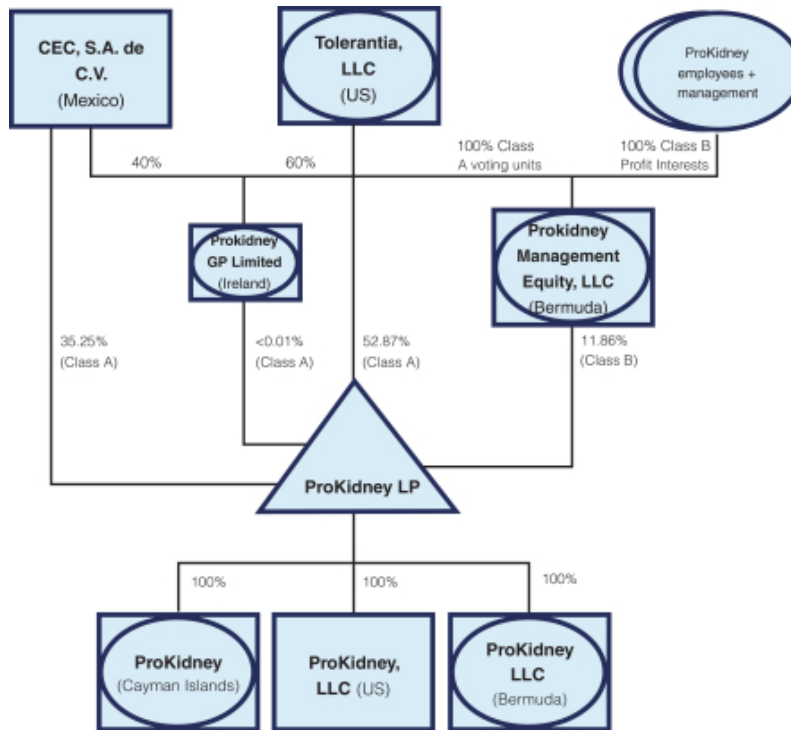 CEC, S.A. de
C.V.
(Mexico)
Tolerantia,
LLC
(US)
ProKidney
employees +
management
40%
60%
100% Class
A voting units
100% Class B
Profit Interests
Prokidney
GP Limited
(Ireland)
Prokidney
Management
Equity, LLC
(Bermuda)
35.25%
(Class A)
<0.01%
(Class A)
52.87%
(Class A)
11.86%
(Class B)
ProKidney LP
100%
100%
100%
ProKidney
(Cayman Islands)
ProKidney,
LLC (US)
ProKidney
LLC
(Bermuda)